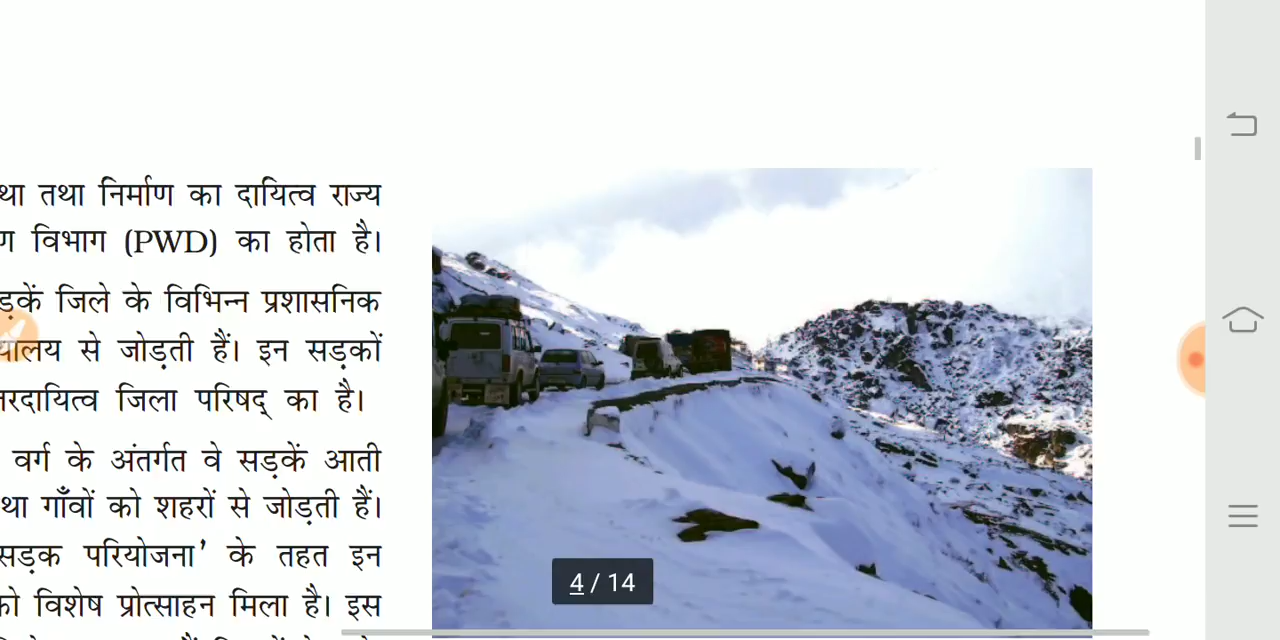 था तथा निर्माण का दायित्व राज्य
ण विभाग (PWD) का होता है।
ड़कें जिले के विभिन्न प्रशासनिक
यालय से जोड़ती हैं। इन सड़कों
तरदायित्व जिला परिषद् का है।
वर्ग के अंतर्गत वे सड़कें आती
था गाँवों को शहरों से जोड़ती हैं।
सड़क परियोजना' के तहत इन
को विशेष प्रोत्साहन मिला है। इस
4 / 14